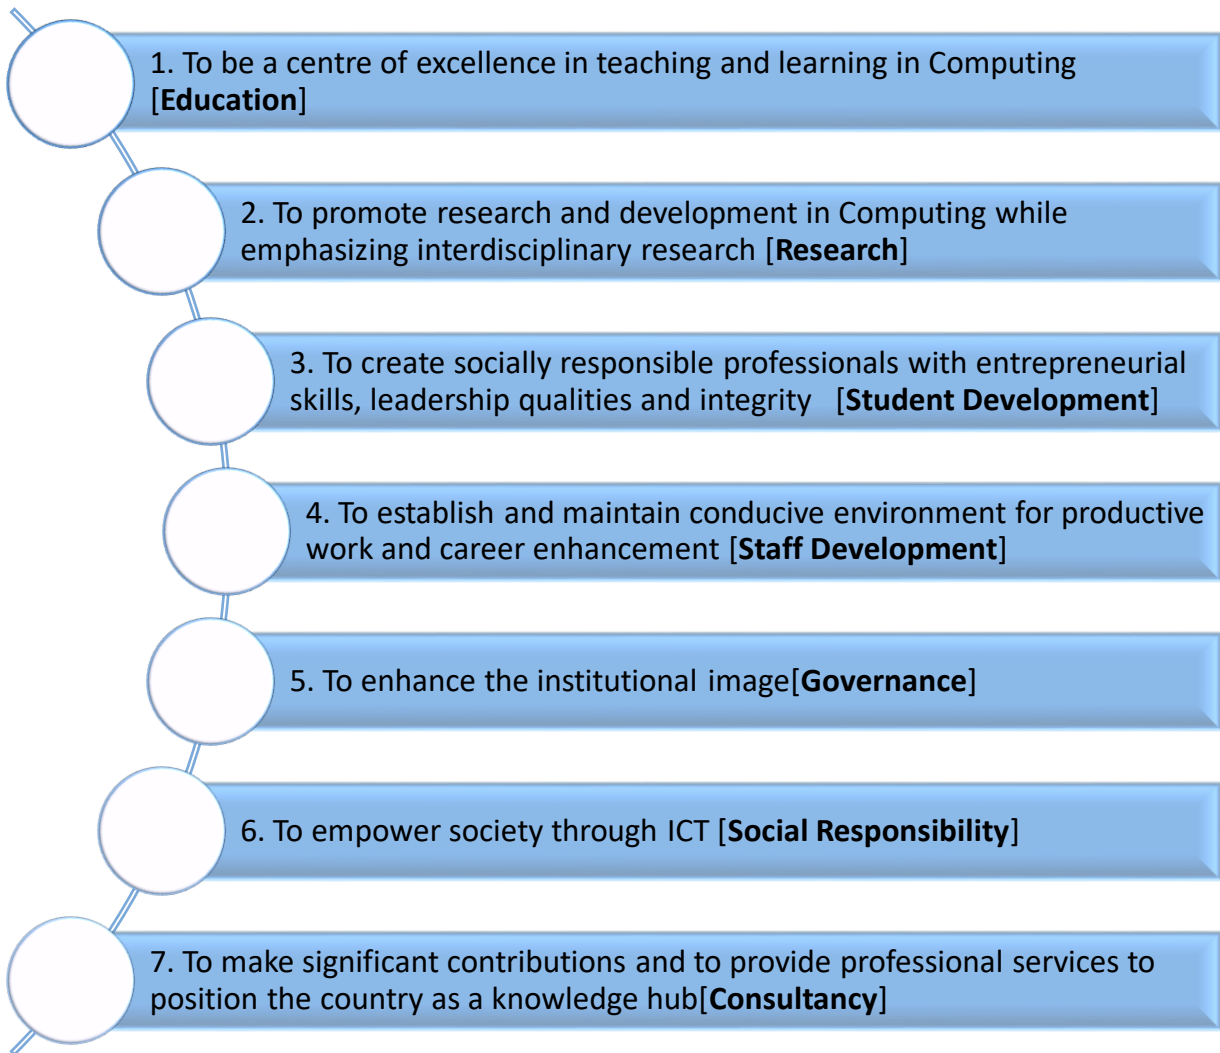 1. To be a centre of excellence in teaching and learning in Computing
[Education]
2. To promote research and development in Computing while
emphasizing interdisciplinary research [Research]
3. To create socially responsible professionals with entrepreneurial
skills, leadership qualities and integrity [Student Development]
4. To establish and maintain conducive environment for productive
work and career enhancement [Staff Development]
5. To enhance the institutional image[Governance]
6. To empower society through ICT [Social Responsibility]
7. To make significant contributions and to provide professional services to
position the country as a knowledge hub[Consultancy]